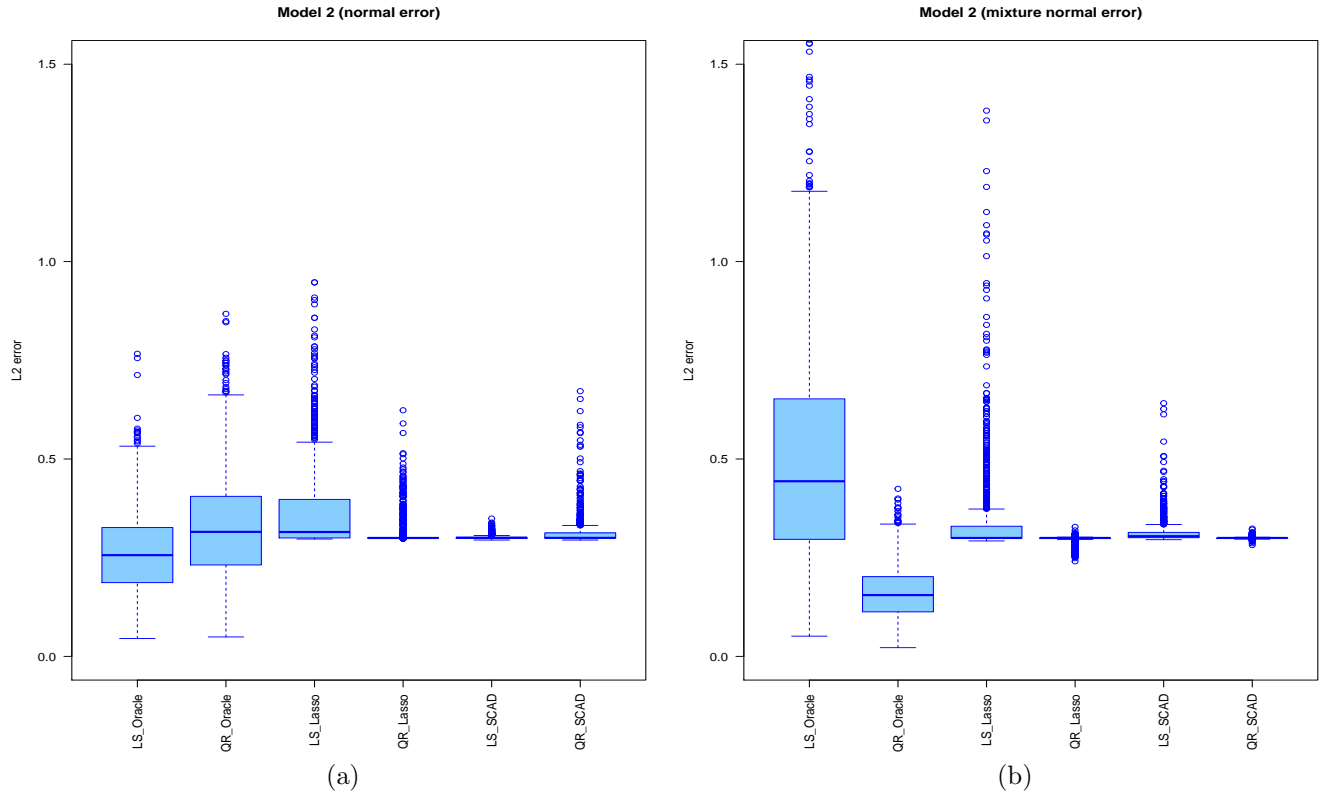 Model 2 (normal error)
L2 error
1.5
1.0
0.5
0.0
LS_Oracle
QR_Oracle
LS_Lasso
QR_Lasso
LS_SCAD
QR_SCAD
(a)
Model 2 (mixture normal error)
L2 error
1.5
1.0
0.5
0.0
LS_Oracle
QR_Oracle
LS_Lasso
QR_Lasso
LS_SCAD
QR_SCAD
(b)